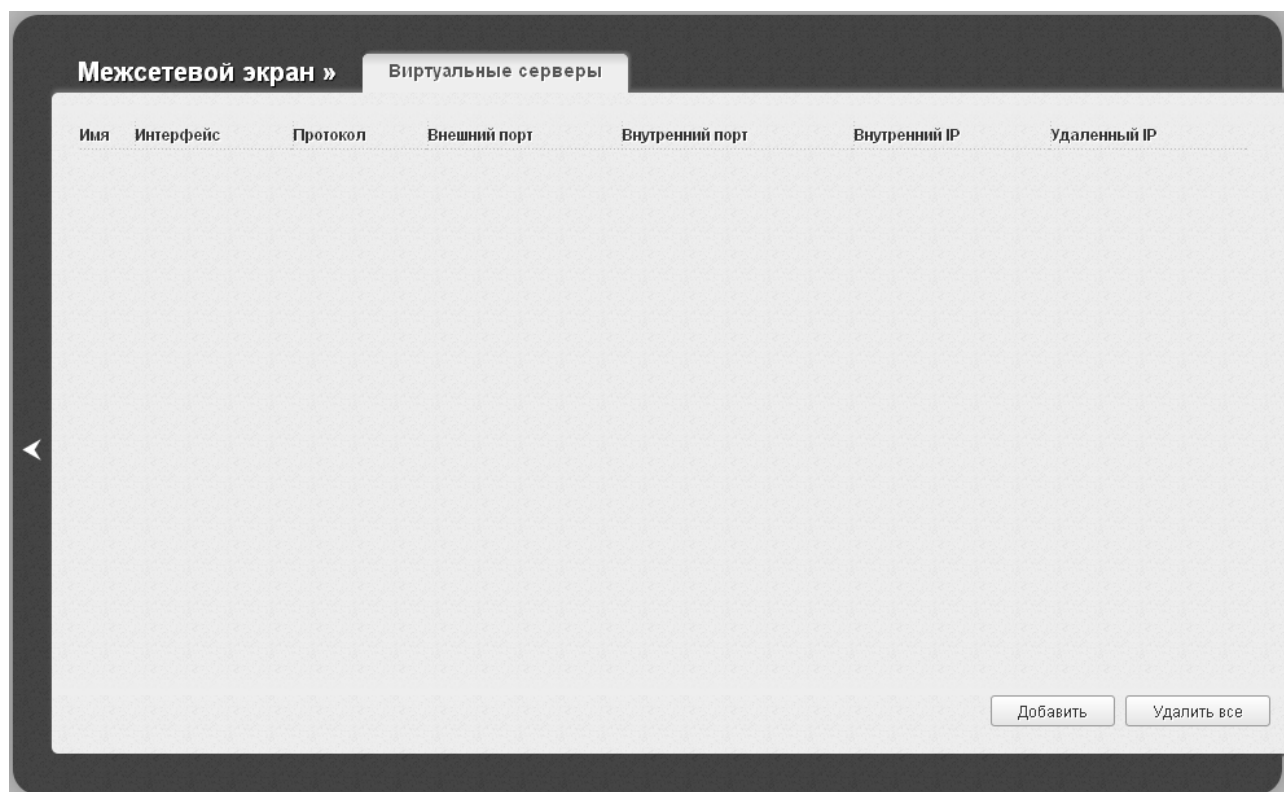 Межсетевой экран »
Виртуальные серверы
Имя Интерфейс Протокол Внешний порт Внутренний порт Внутренний IP Удаленный IP
Добавить Удалить все